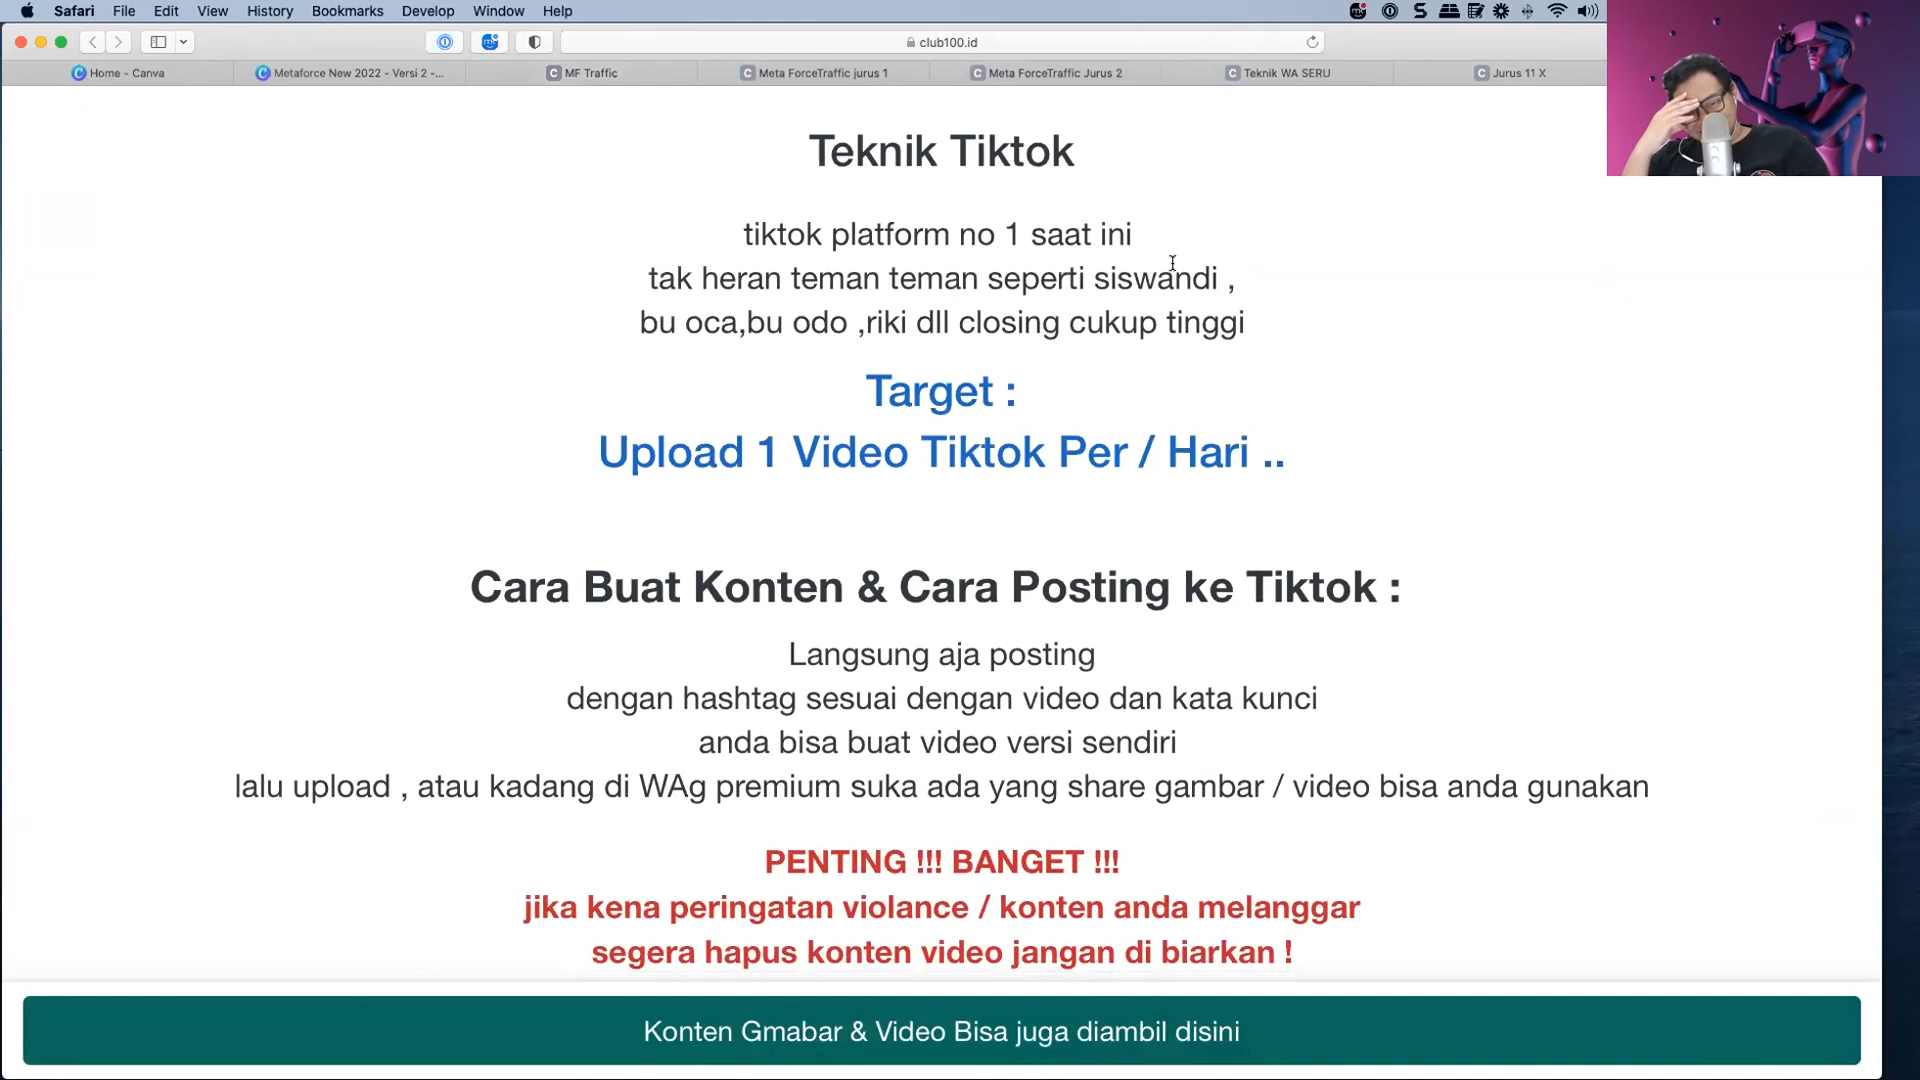 Safari File Edit View History Bookmarks Develop Window Help
club100.id
Home - Canva
Metaforce New 2022 - Versi 2 -...
MF Traffic
Meta ForceTraffic jurus 1
Meta ForceTraffic Jurus 2
Teknik WA SERU
Jurus 11 X
Teknik Tiktok
tiktok platform no 1 saat ini
tak heran teman teman seperti siswandi ,
bu oca,bu odo ,riki dll closing cukup tinggi
Target :
Upload 1 Video Tiktok Per / Hari ..
Cara Buat Konten & Cara Posting ke Tiktok :
Langsung aja posting
dengan hashtag sesuai dengan video dan kata kunci
anda bisa buat video versi sendiri
lalu upload , atau kadang di WAg premium suka ada yang share gambar / video bisa anda gunakan
PENTING !!! BANGET !!!
jika kena peringatan violance / konten anda melanggar
segera hapus konten video jangan di biarkan !
Konten Gmabar & Video Bisa juga diambil disini